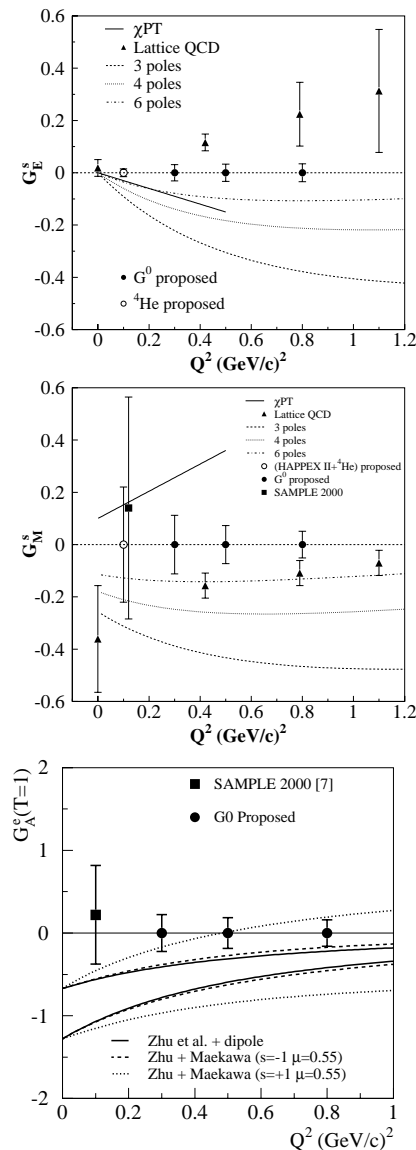 G_E^s
0.6
0.4
0.2
0
-0.2
-0.4
-0.6
χPT
Lattice QCD
3 poles
4 poles
6 poles
G⁰ proposed
⁴He proposed
0 0.2 0.4 0.6 0.8 1 1.2
Q² (GeV/c)²
G_M^s
0.6
0.4
0.2
0
-0.2
-0.4
-0.6
χPT
Lattice QCD
3 poles
4 poles
6 poles
(HAPPEX II+⁴He) proposed
G⁰ proposed
SAMPLE 2000
0 0.2 0.4 0.6 0.8 1 1.2
Q² (GeV/c)²
G_A^e(T=1)
2
1
0
-1
-2
SAMPLE 2000 [7]
G0 Proposed
Zhu et al. + dipole
Zhu + Maekawa (s=-1 μ=0.55)
Zhu + Maekawa (s=+1 μ=0.55)
0 0.2 0.4 0.6 0.8 1
Q² (GeV/c)²